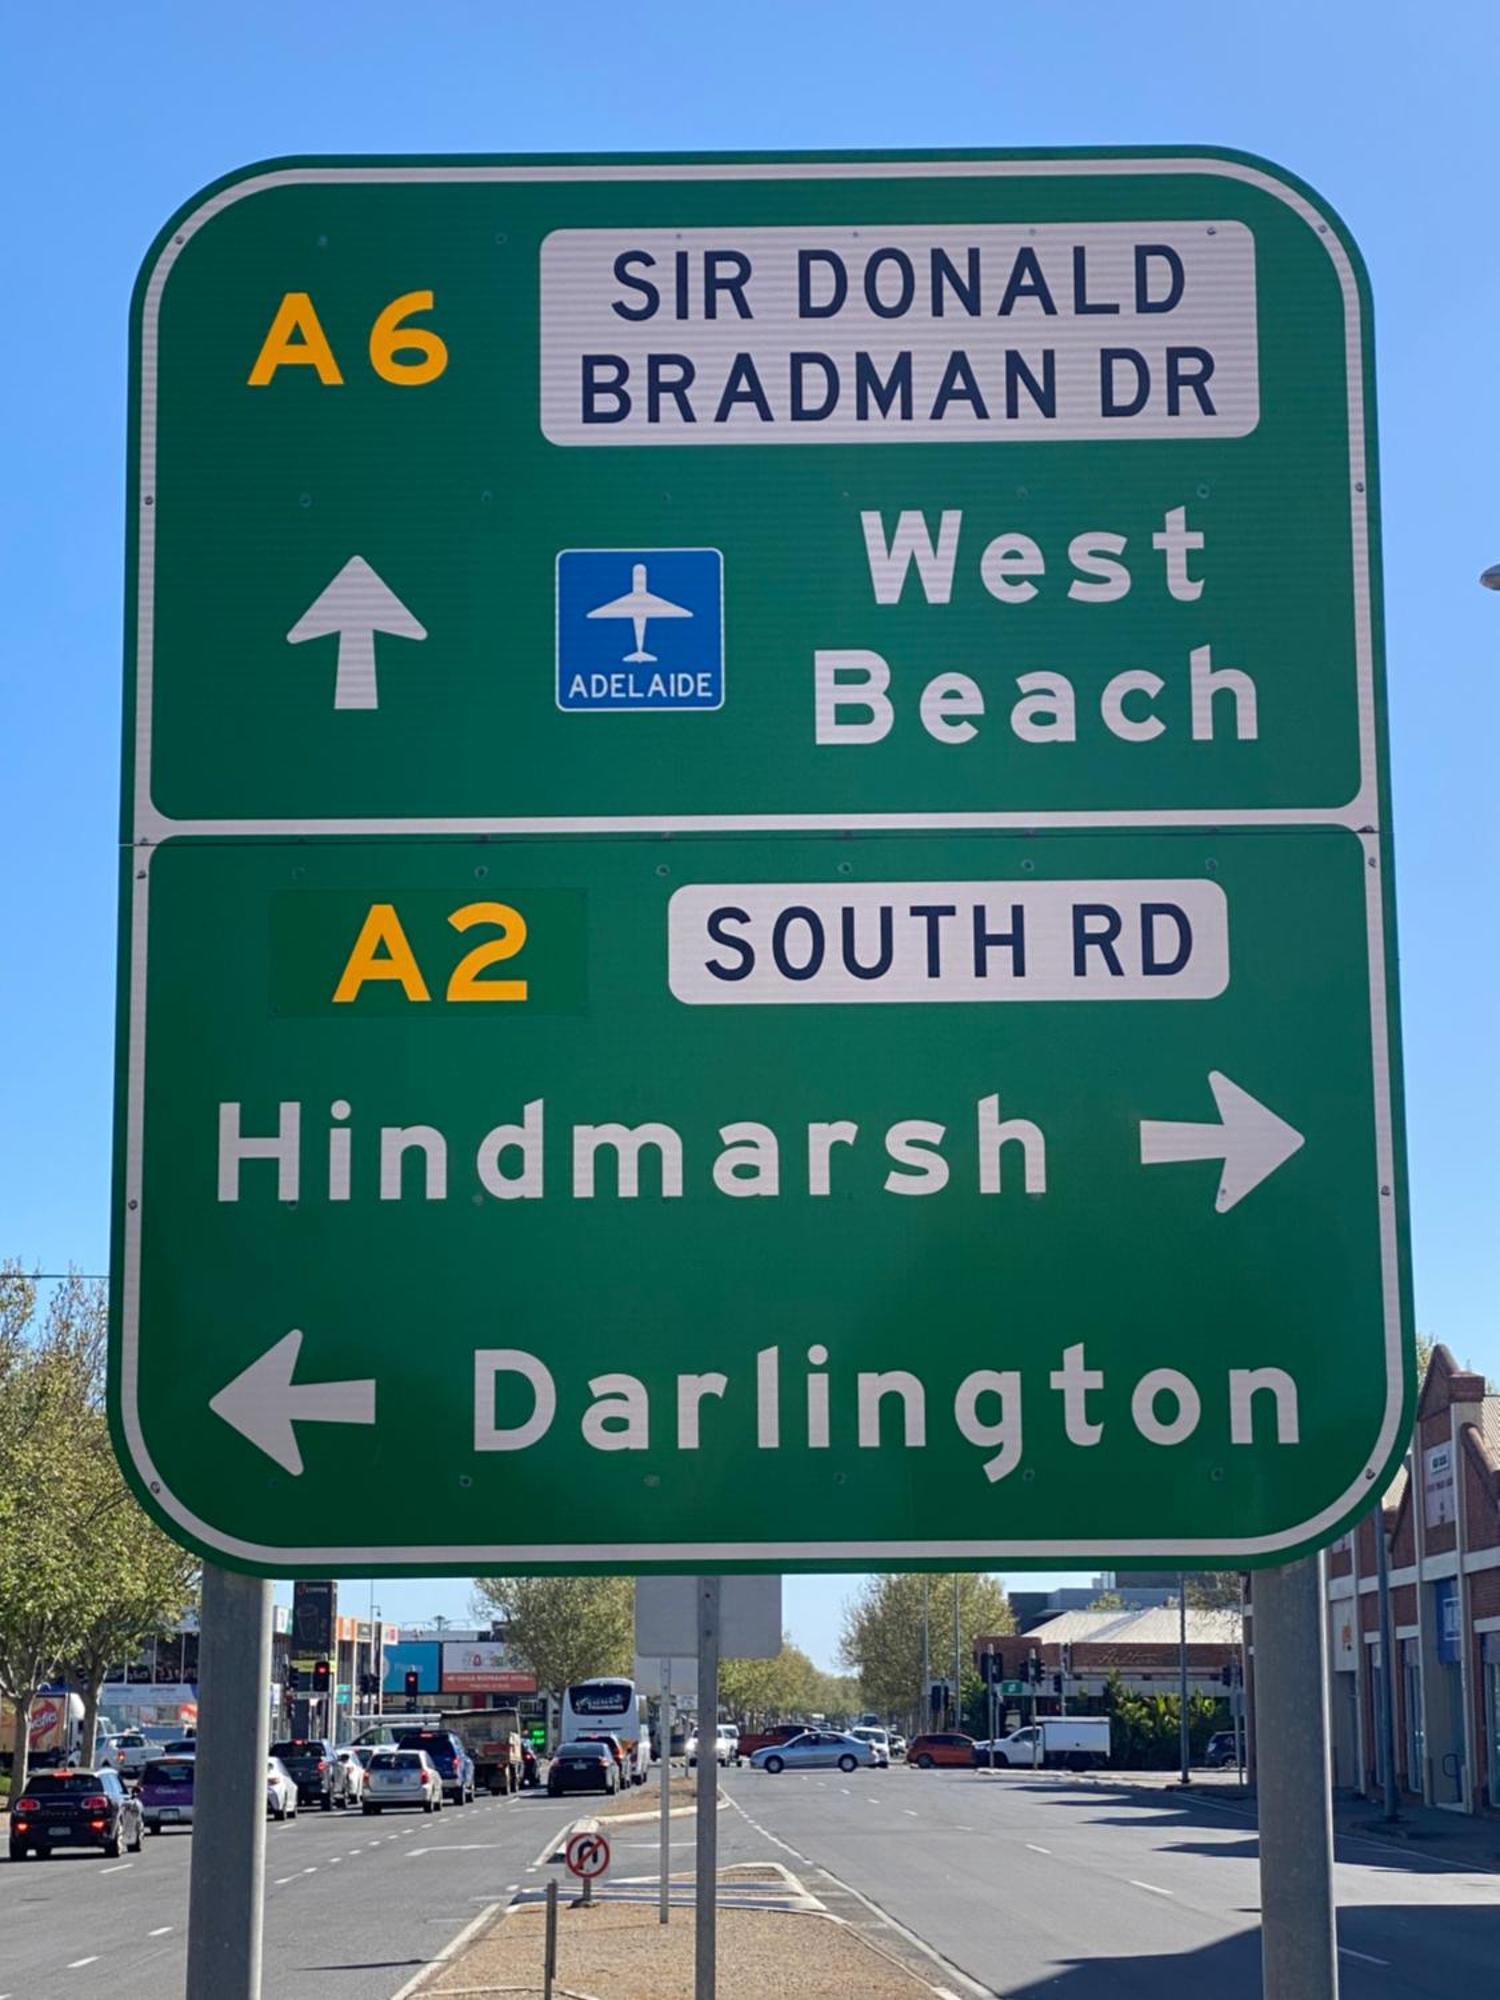 A6
SIR DONALD
BRADMAN DR
West
Beach
ADELAIDE
A2
SOUTH RD
Hindmarsh
Darlington